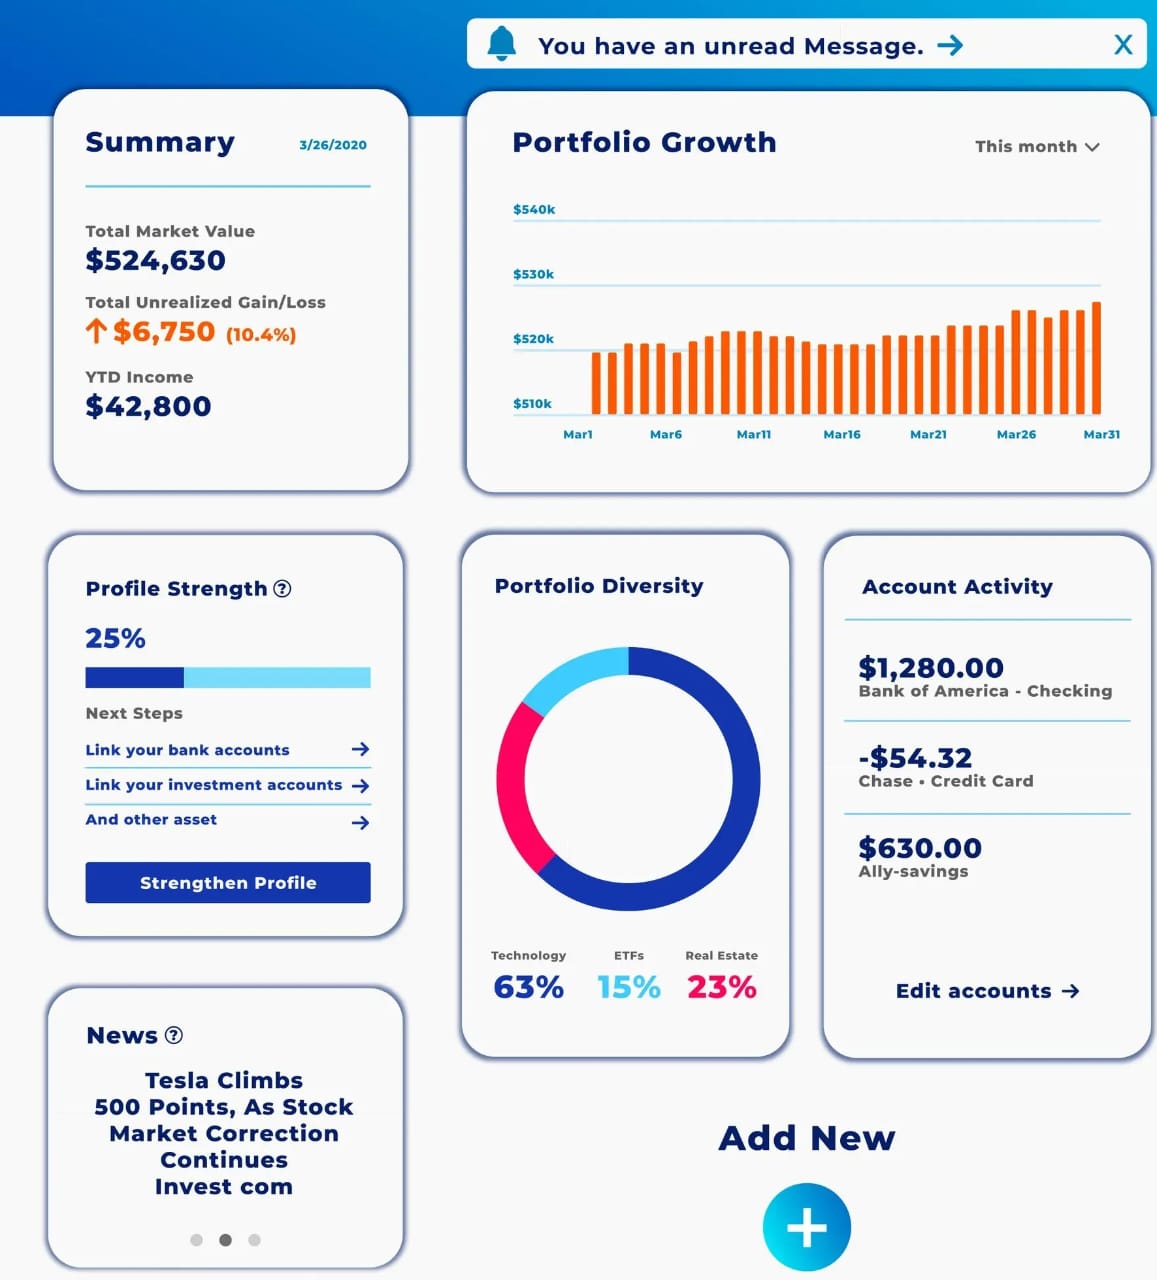 You have an unread Message. →
X
Summary
3/26/2020
Total Market Value
$524,630
Total Unrealized Gain/Loss
↑ $6,750 (10.4%)
YTD Income
$42,800
Portfolio Growth
This month
$540k
$530k
$520k
$510k
Mar1 Mar6 Mar11 Mar16 Mar21 Mar26 Mar31
Profile Strength ?
25%
Next Steps
Link your bank accounts →
Link your investment accounts →
And other asset →
Strengthen Profile
Portfolio Diversity
Technology ETFs Real Estate
63% 15% 23%
Account Activity
$1,280.00
Bank of America - Checking
-$54.32
Chase • Credit Card
$630.00
Ally-savings
Edit accounts →
News ?
Tesla Climbs
500 Points, As Stock
Market Correction
Continues
Invest com
Add New
+